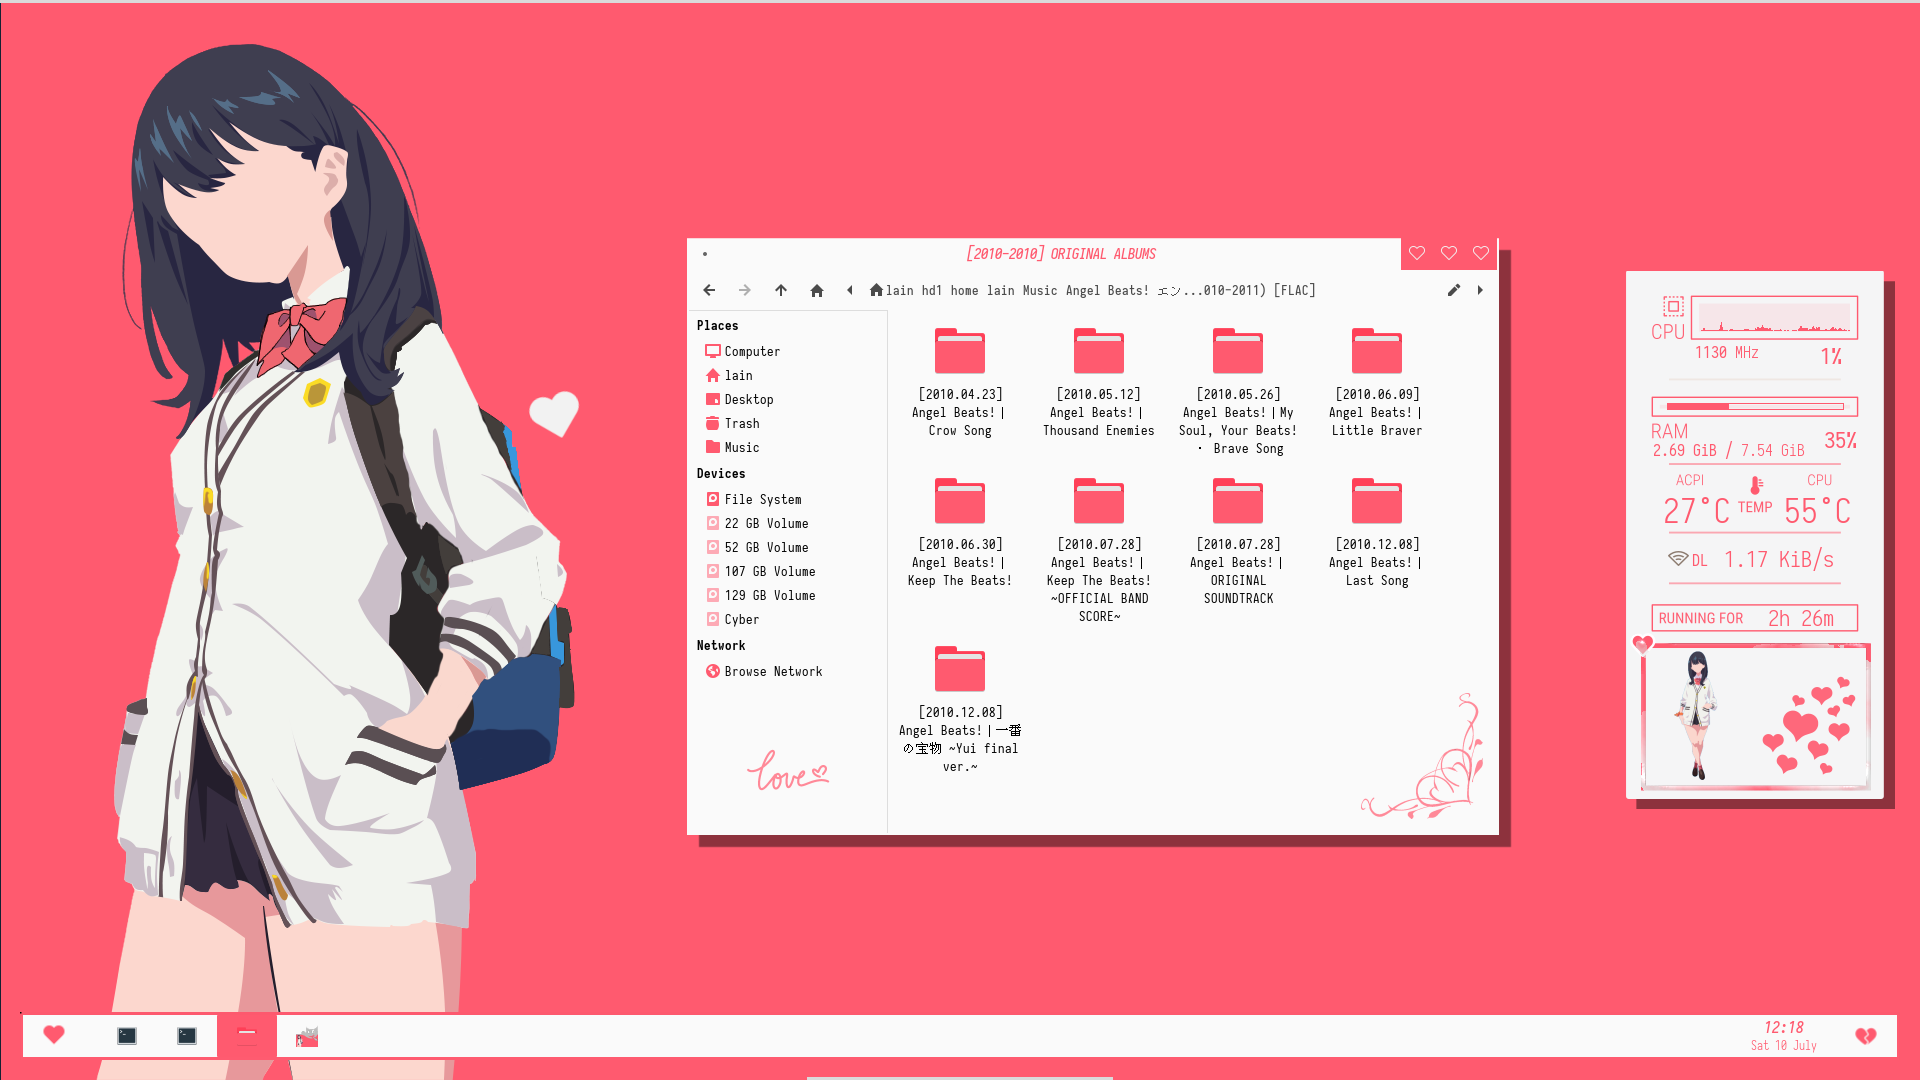 [2010-2010] ORIGINAL ALBUMS
lain hd1 home lain Music Angel Beats! エン...010-2011) [FLAC]
Places
Computer
lain
Desktop
Trash
Music
Devices
File System
22 GB Volume
52 GB Volume
107 GB Volume
129 GB Volume
Cyber
Network
Browse Network
love
[2010.04.23]
Angel Beats! |
Crow Song
[2010.05.12]
Angel Beats! |
Thousand Enemies
[2010.05.26]
Angel Beats! | My
Soul, Your Beats!
・ Brave Song
[2010.06.09]
Angel Beats! |
Little Braver
[2010.06.30]
Angel Beats! |
Keep The Beats!
[2010.07.28]
Angel Beats! |
Keep The Beats!
~OFFICIAL BAND
SCORE~
[2010.07.28]
Angel Beats! |
ORIGINAL
SOUNDTRACK
[2010.12.08]
Angel Beats! |
Last Song
[2010.12.08]
Angel Beats! | 一番
の宝物 ~Yui final
ver.~
CPU
1130 MHz
1%
RAM
2.69 GiB / 7.54 GiB
35%
ACPI
27°C
TEMP
CPU
55°C
DL 1.17 KiB/s
RUNNING FOR 2h 26m
12:18
Sat 10 July